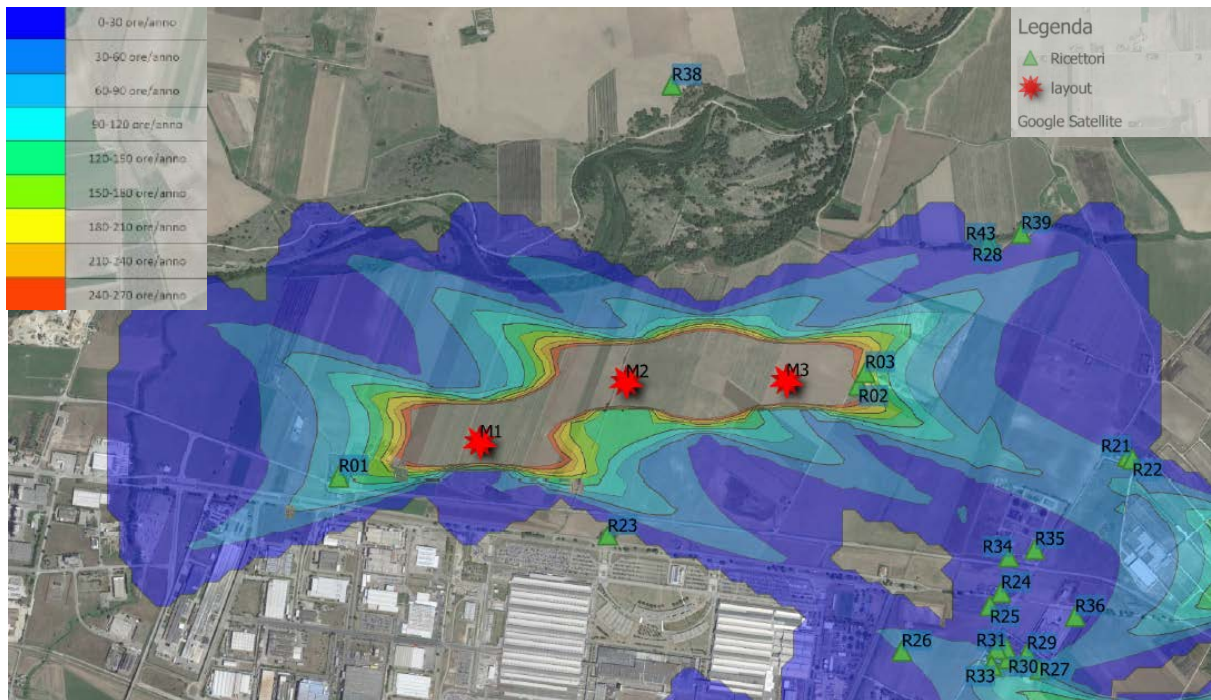 0-30 ore/anno
30-60 ore/anno
60-90 ore/anno
90-120 ore/anno
120-150 ore/anno
150-180 ore/anno
180-210 ore/anno
210-240 ore/anno
240-270 ore/anno
Legenda
Ricettori
layout
Google Satellite
R38
R39
R43
R28
M2
M3
R03
R02
M1
R01
R21
R22
R23
R35
R34
R24
R25
R36
R26
R31
R29
R30
R27
R33